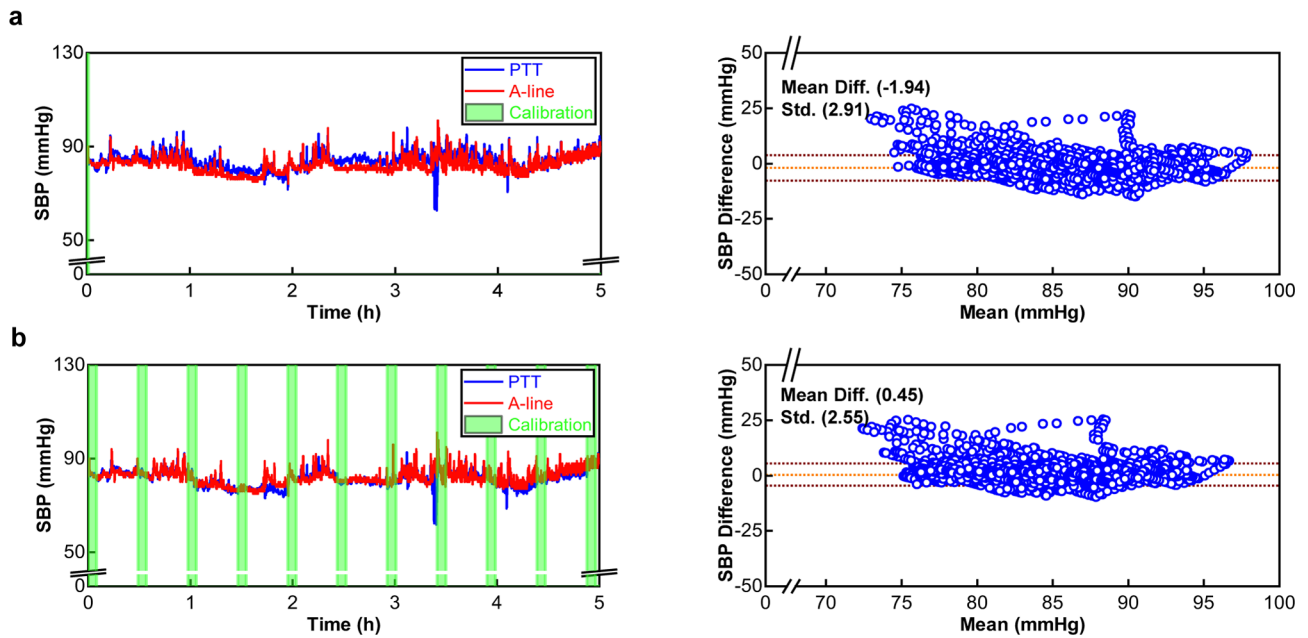 a
130
90
50
0
SBP (mmHg)
PTT
A-line
Calibration
0 1 2 3 4 5
Time (h)
50
25
0
-25
-50
SBP Difference (mmHg)
Mean Diff. (-1.94)
Std. (2.91)
0 70 75 80 85 90 95 100
Mean (mmHg)
b
130
90
50
0
SBP (mmHg)
PTT
A-line
Calibration
0 1 2 3 4 5
Time (h)
50
25
0
-25
-50
SBP Difference (mmHg)
Mean Diff. (0.45)
Std. (2.55)
0 70 75 80 85 90 95 100
Mean (mmHg)